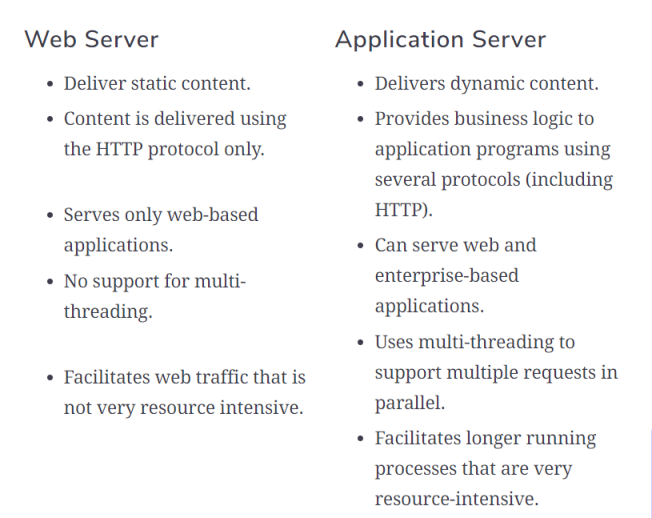 Web Server
• Deliver static content.
• Content is delivered using
the HTTP protocol only.
• Serves only web-based
applications.
• No support for multi-
threading.
• Facilitates web traffic that is
not very resource intensive.
Application Server
• Delivers dynamic content.
• Provides business logic to
application programs using
several protocols (including
HTTP).
• Can serve web and
enterprise-based
applications.
• Uses multi-threading to
support multiple requests in
parallel.
• Facilitates longer running
processes that are very
resource-intensive.